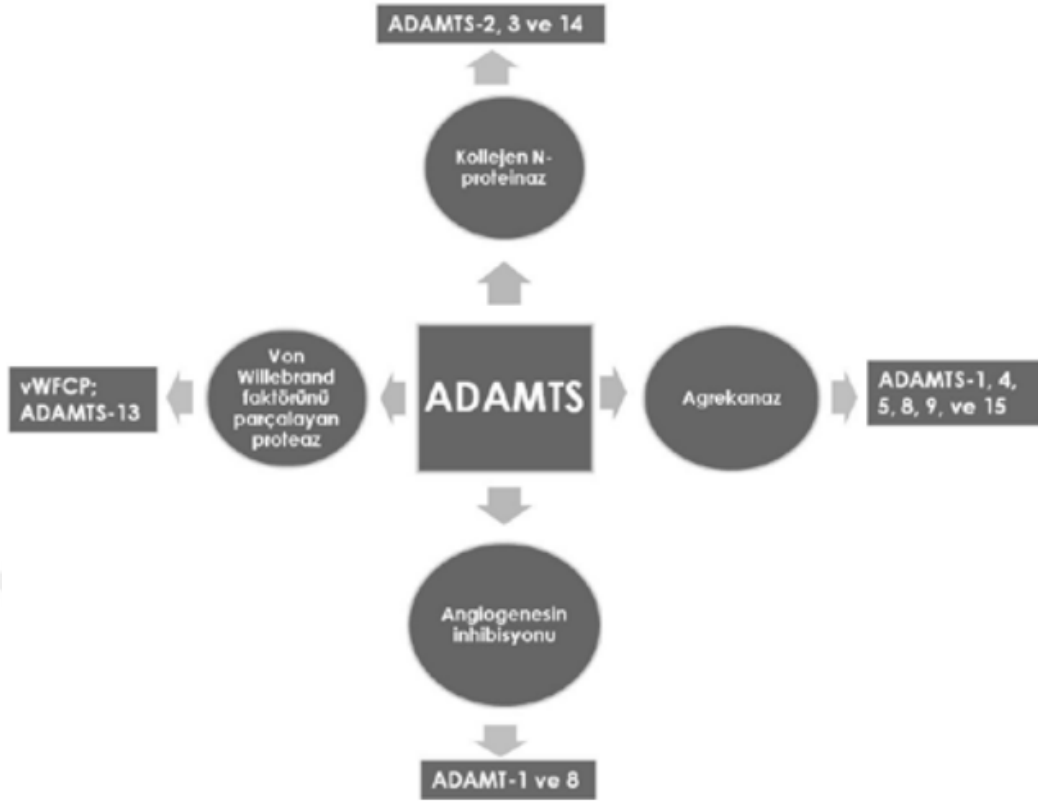 ADAMTS-2, 3 ve 14
Kollejen N-
proteinaz
Von
Willebrand
faktörünü
parçalayan
proteaz
vWFCP;
ADAMTS-13
ADAMTS
Agrekanaz
ADAMTS-1, 4,
5, 8, 9, ve 15
Angiogenesin
inhibisyonu
ADAMT-1 ve 8